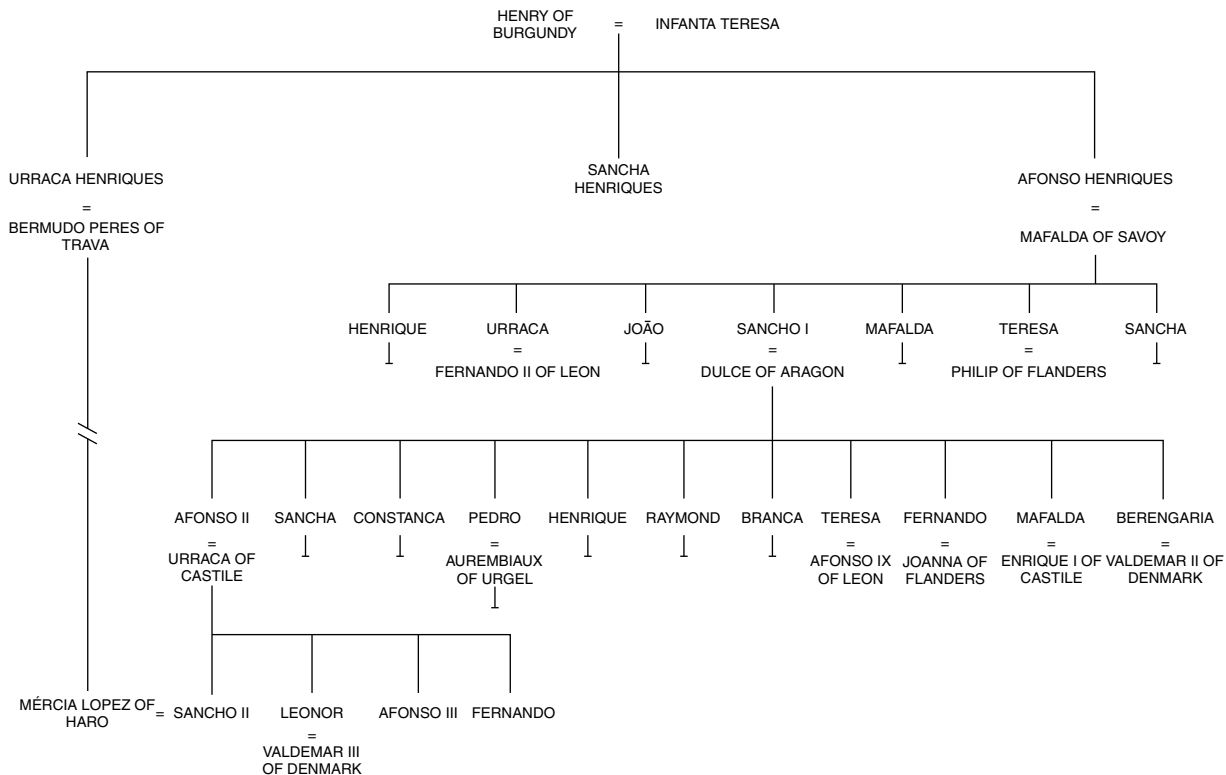 HENRY OF
BURGUNDY
=
INFANTA TERESA
URRACA HENRIQUES
=
BERMUDO PERES OF
TRAVA
SANCHA
HENRIQUES
AFONSO HENRIQUES
=
MAFALDA OF SAVOY
HENRIQUE
URRACA
=
FERNANDO II OF LEON
JOÃO
SANCHO I
=
DULCE OF ARAGON
MAFALDA
TERESA
=
PHILIP OF FLANDERS
SANCHA
AFONSO II
=
URRACA OF
CASTILE
SANCHA
CONSTANCA
PEDRO
=
AUREMBIAUX
OF URGEL
HENRIQUE
RAYMOND
BRANCA
TERESA
=
AFONSO IX
OF LEON
FERNANDO
=
JOANNA OF
FLANDERS
MAFALDA
=
ENRIQUE I OF
CASTILE
BERENGARIA
=
VALDEMAR II OF
DENMARK
MÉRCIA LOPEZ OF
HARO
=
SANCHO II
LEONOR
=
VALDEMAR III
OF DENMARK
AFONSO III
FERNANDO